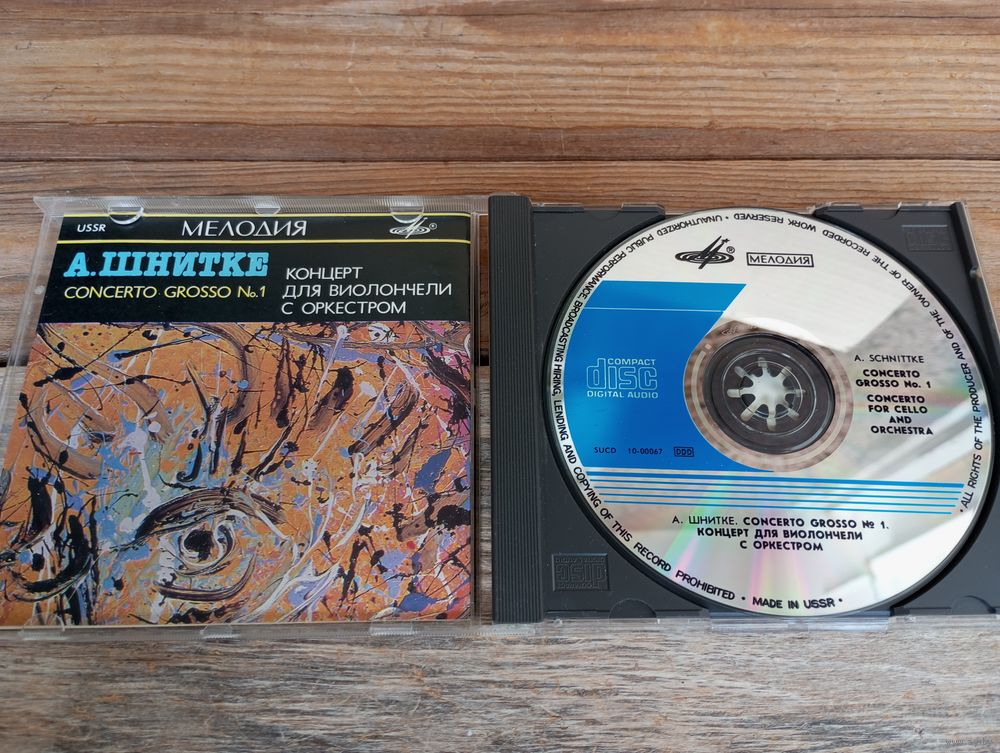 USSR МЕЛОДИЯ ®
А.ШНИТКЕ
CONCERTO GROSSO No.1
КОНЦЕРТ
ДЛЯ ВИОЛОНЧЕЛИ
С ОРКЕСТРОМ
® МЕЛОДИЯ
COMPACT
disc
DIGITAL AUDIO
A. SCHNITTKE
CONCERTO
GROSSO No. 1
CONCERTO
FOR CELLO
AND
ORCHESTRA
SUCD 10-00067 DDD
А. ШНИТКЕ. CONCERTO GROSSO № 1.
КОНЦЕРТ ДЛЯ ВИОЛОНЧЕЛИ
С ОРКЕСТРОМ
• ALL RIGHTS OF THE PRODUCER AND OF THE OWNER OF THE RECORDED WORK RESERVED • UNAUTHORIZED PUBLIC PERFORMANCE BROADCASTING HIRING, LENDING AND COPYING OF THIS RECORD PROHIBITED • MADE IN USSR •